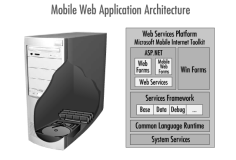 Mobile Web Application Architecture
Web Services Platform
Microsoft Mobile Internet Toolkit
ASP.NET
Web
Forms
Mobile
Web
Forms
Web Services
Win Forms
Services Framework
Base
Data
Debug
...
Common Language Runtime
System Services